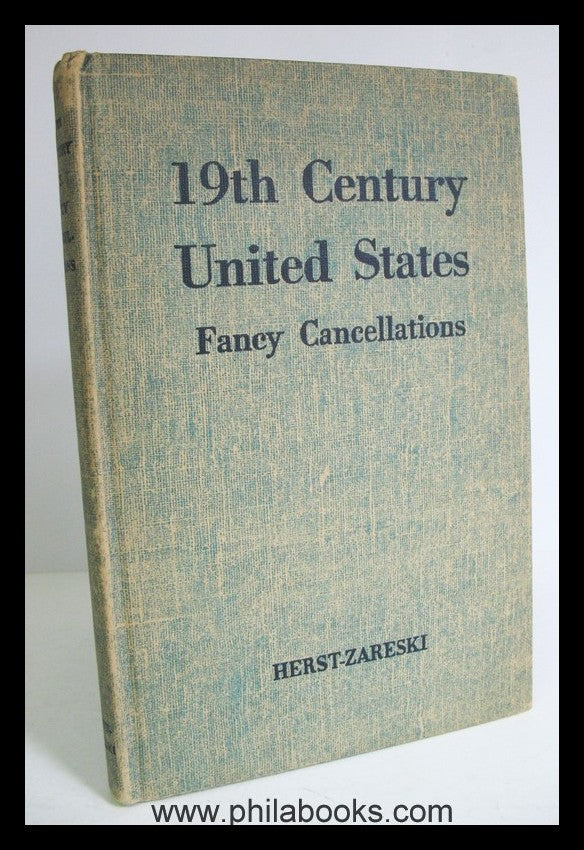 19th Century
United States
Fancy Cancellations
HERST-ZARESKI
www.philabooks.com